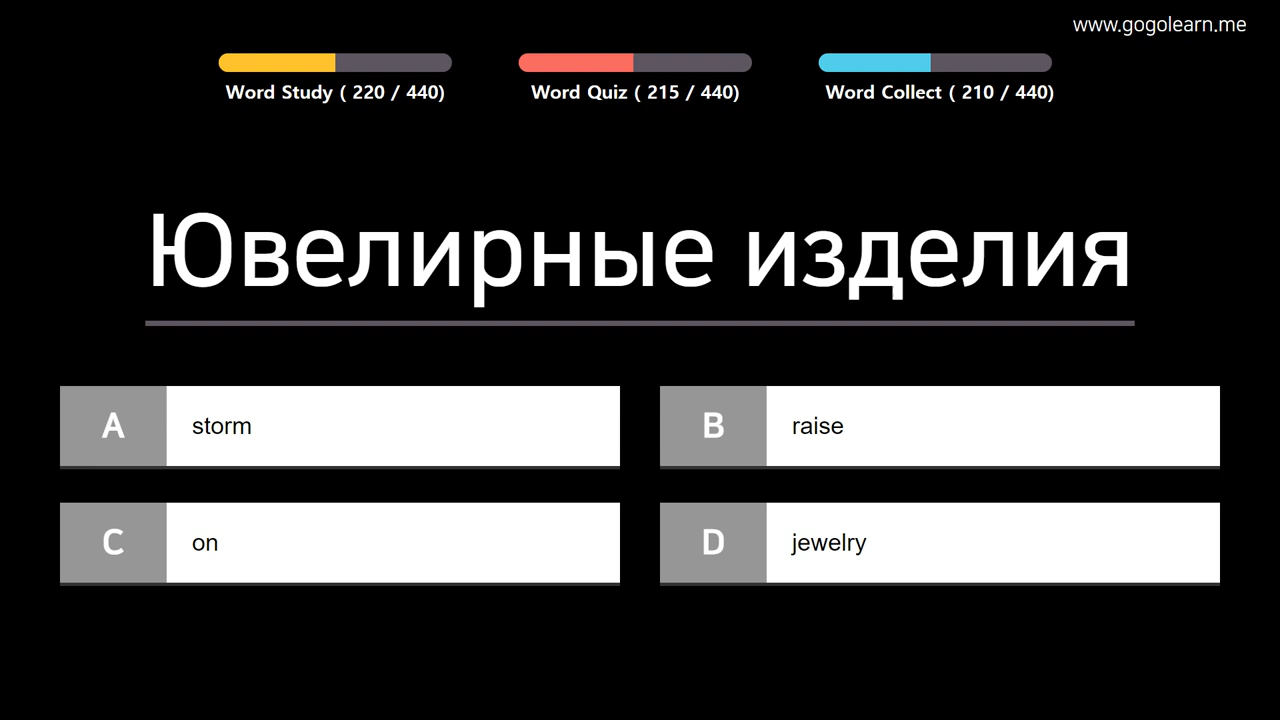 www.gogolearn.me
Word Study ( 220 / 440)
Word Quiz ( 215 / 440)
Word Collect ( 210 / 440)
Ювелирные изделия
A storm
B raise
C on
D jewelry